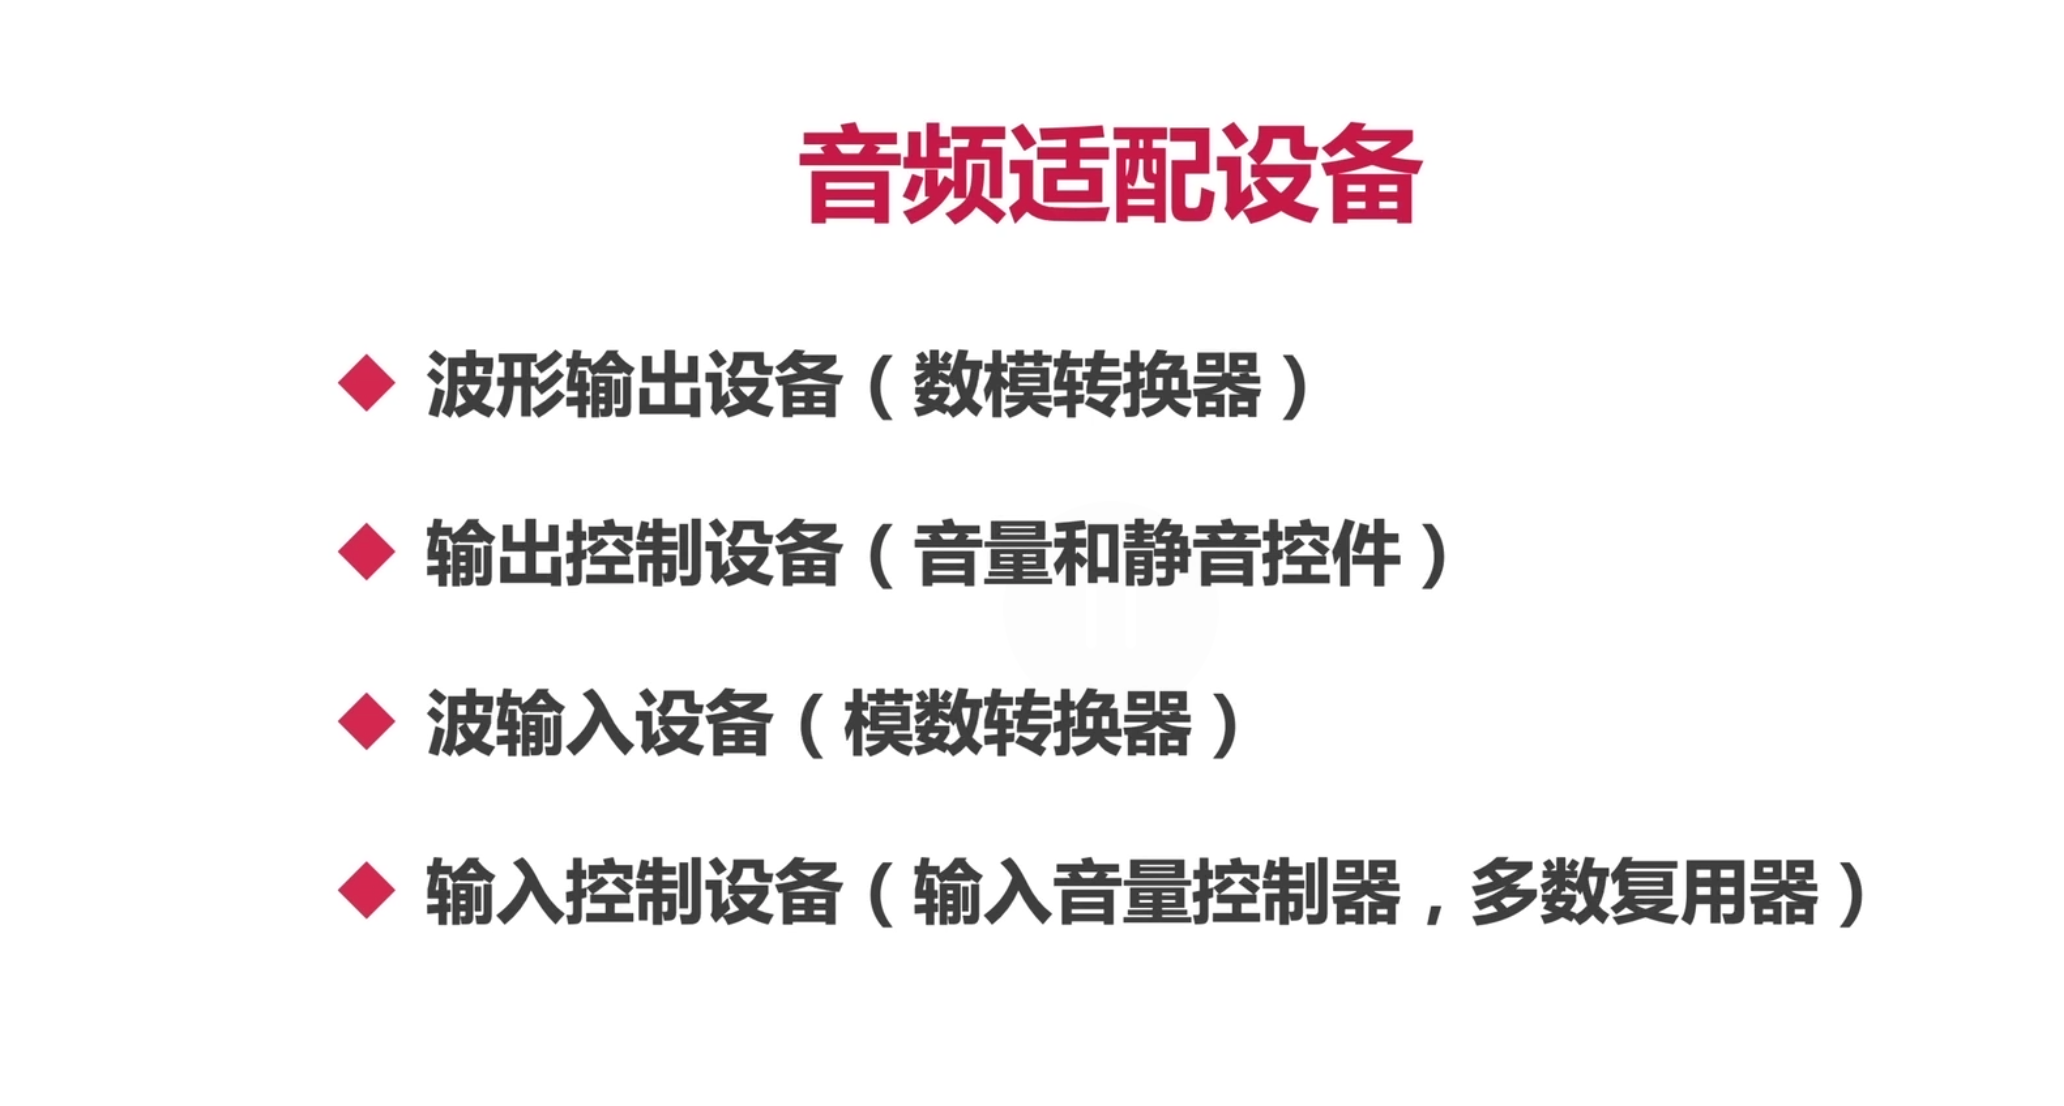 音频适配设备
波形输出设备（数模转换器）
输出控制设备（音量和静音控件）
波输入设备（模数转换器）
输入控制设备（输入音量控制器，多数复用器）